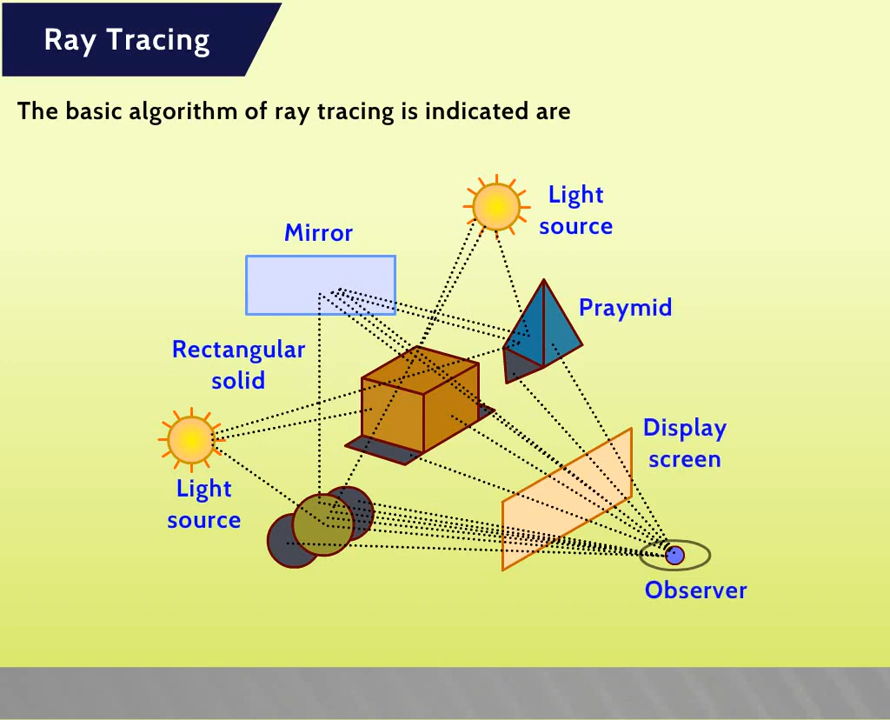 Ray Tracing
The basic algorithm of ray tracing is indicated are
Light
source
Mirror
Praymid
Rectangular
solid
Display
screen
Light
source
Observer